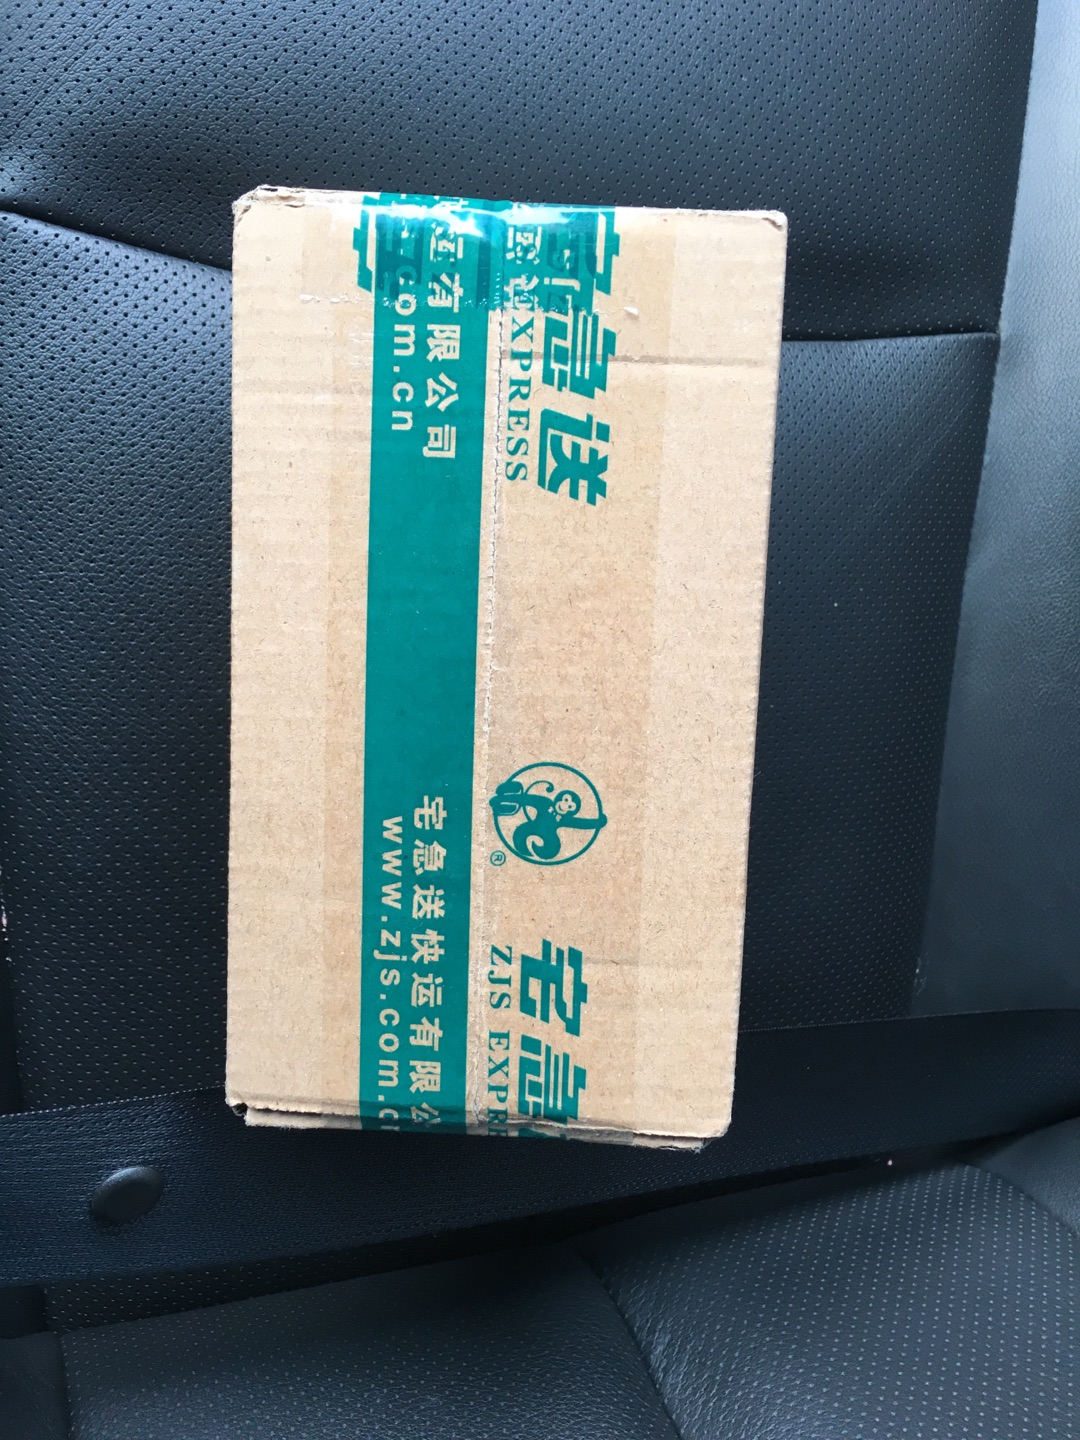 宅急送
EXPRESS
运有限公司
com.cn
®
宅急
ZJS EXPRE
宅急送快运有限公
www.zjs.com.c